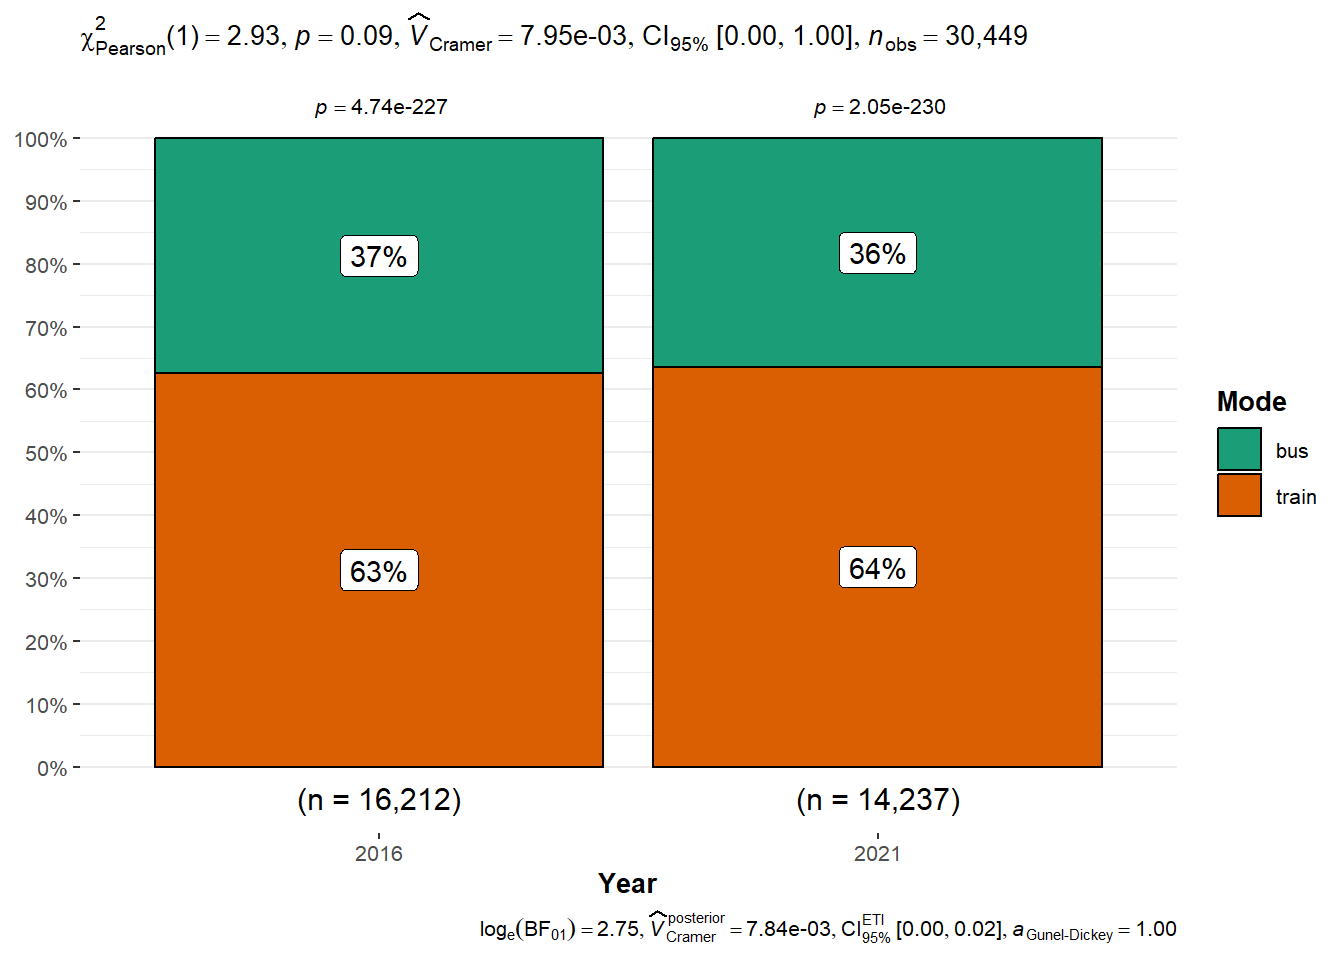 χ²Pearson(1) = 2.93, p = 0.09, V̂Cramer = 7.95e-03, CI95% [0.00, 1.00], nobs = 30,449
p = 4.74e-227 p = 2.05e-230
100%
90%
80%
70%
60%
50%
40%
30%
20%
10%
0%
37% 36%
63% 64%
Mode
bus
train
(n = 16,212) (n = 14,237)
2016 2021
Year
loge(BF01) = 2.75, V̂Cramer posterior = 7.84e-03, CI95% ETI [0.00, 0.02], aGunel-Dickey = 1.00